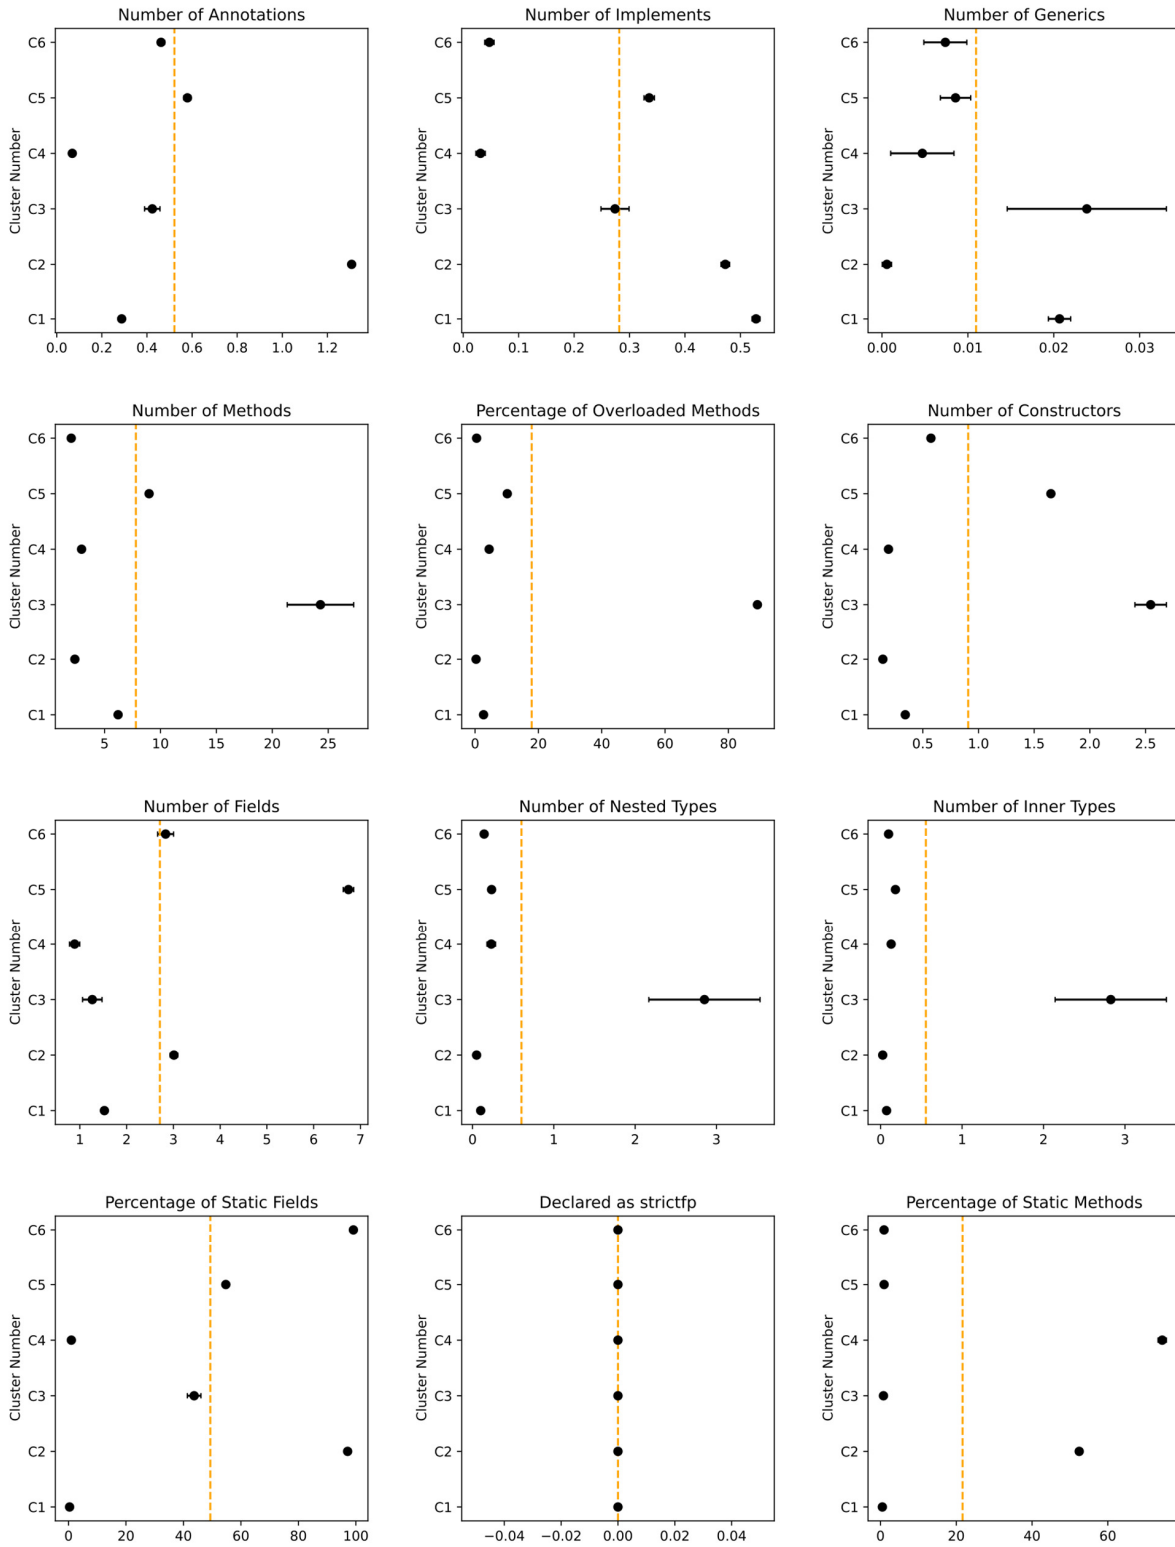 Number of Annotations
Cluster Number
C6
C5
C4
C3
C2
C1
0.0 0.2 0.4 0.6 0.8 1.0 1.2
Number of Implements
Cluster Number
C6
C5
C4
C3
C2
C1
0.0 0.1 0.2 0.3 0.4 0.5
Number of Generics
Cluster Number
C6
C5
C4
C3
C2
C1
0.00 0.01 0.02 0.03
Number of Methods
Cluster Number
C6
C5
C4
C3
C2
C1
5 10 15 20 25
Percentage of Overloaded Methods
Cluster Number
C6
C5
C4
C3
C2
C1
0 20 40 60 80
Number of Constructors
Cluster Number
C6
C5
C4
C3
C2
C1
0.5 1.0 1.5 2.0 2.5
Number of Fields
Cluster Number
C6
C5
C4
C3
C2
C1
1 2 3 4 5 6 7
Number of Nested Types
Cluster Number
C6
C5
C4
C3
C2
C1
0 1 2 3
Number of Inner Types
Cluster Number
C6
C5
C4
C3
C2
C1
0 1 2 3
Percentage of Static Fields
Cluster Number
C6
C5
C4
C3
C2
C1
0 20 40 60 80 100
Declared as strictfp
Cluster Number
C6
C5
C4
C3
C2
C1
−0.04 −0.02 0.00 0.02 0.04
Percentage of Static Methods
Cluster Number
C6
C5
C4
C3
C2
C1
0 20 40 60